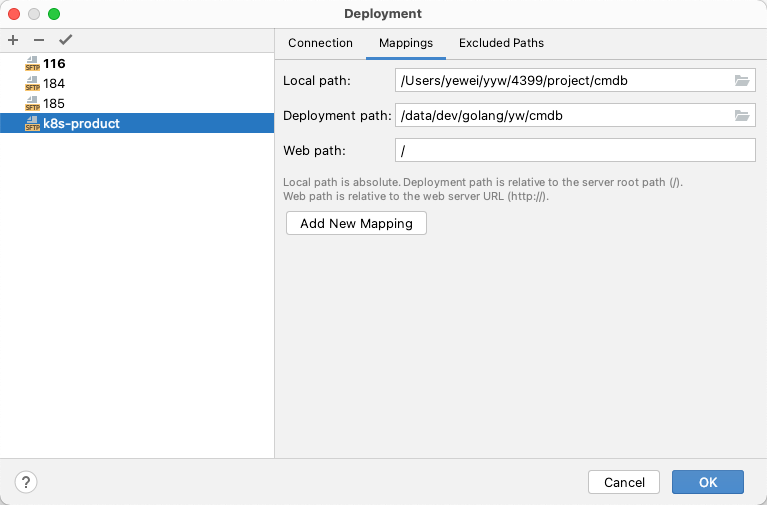 Deployment
116
184
185
k8s-product
SFTP
SFTP
SFTP
SFTP
Connection Mappings Excluded Paths
Local path: /Users/yewei/yyw/4399/project/cmdb
Deployment path: /data/dev/golang/yw/cmdb
Web path: /
Local path is absolute. Deployment path is relative to the server root path (/).
Web path is relative to the web server URL (http://).
Add New Mapping
?
Cancel OK